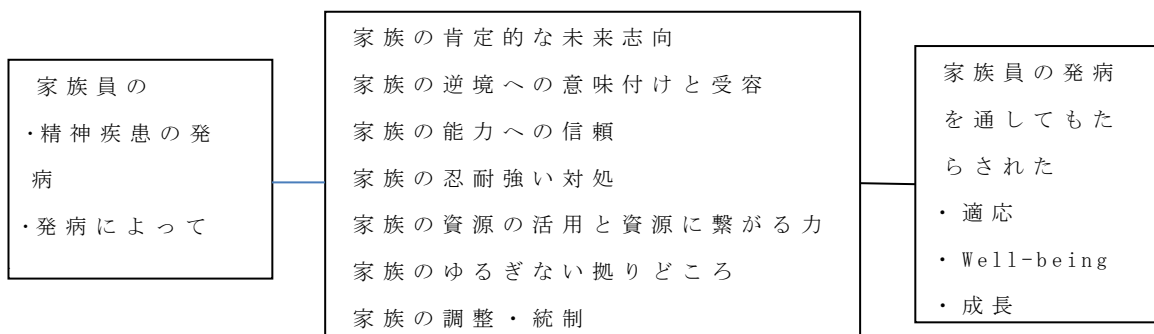 家族員の
・精神疾患の発
病
・発病によって
家族の肯定的な未来志向
家族の逆境への意味付けと受容
家族の能力への信頼
家族の忍耐強い対処
家族の資源の活用と資源に繋がる力
家族のゆるぎない拠りどころ
家族の調整・統制
家族員の発病
を通してもた
らされた
・適応
・Well-being
・成長